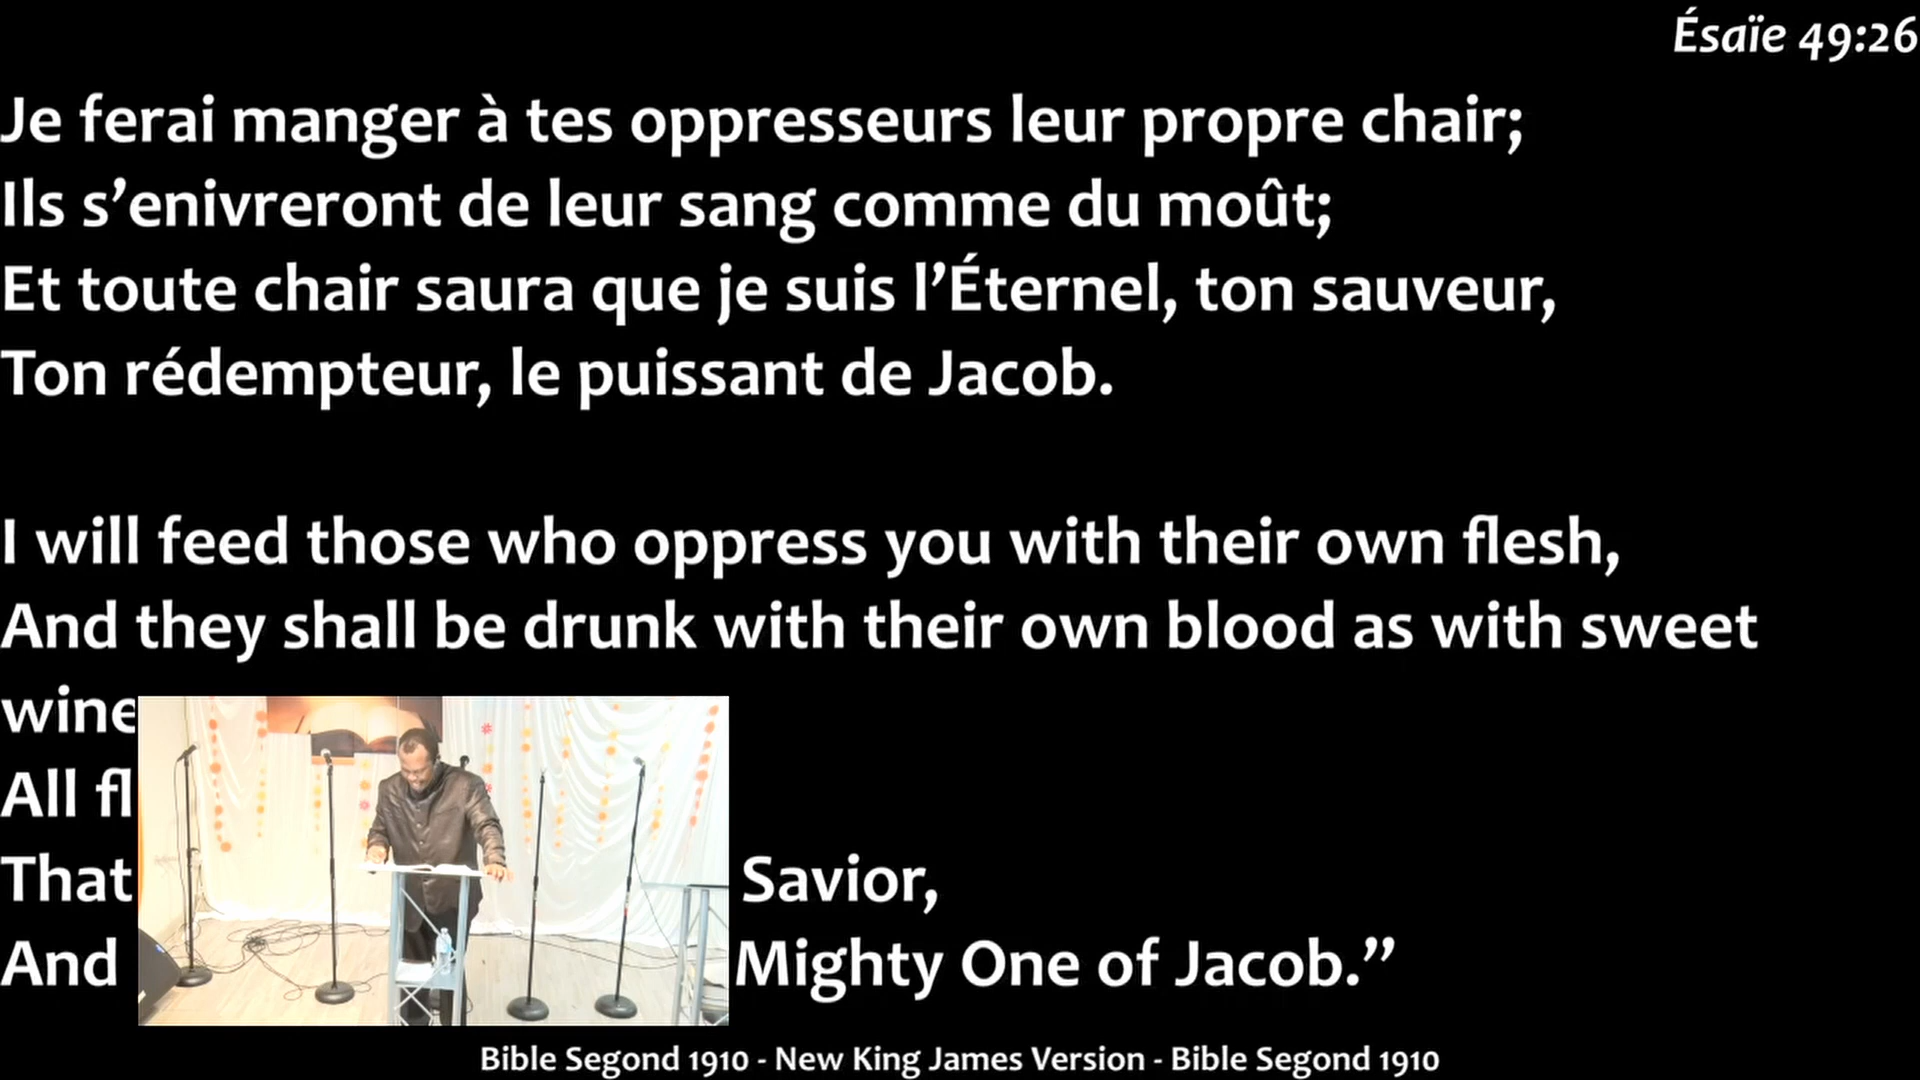 Ésaïe 49:26
Je ferai manger à tes oppresseurs leur propre chair;
Ils s’enivreront de leur sang comme du moût;
Et toute chair saura que je suis l’Éternel, ton sauveur,
Ton rédempteur, le puissant de Jacob.
I will feed those who oppress you with their own flesh,
And they shall be drunk with their own blood as with sweet
wine
All fl
That Savior,
And Mighty One of Jacob.”
Bible Segond 1910 - New King James Version - Bible Segond 1910